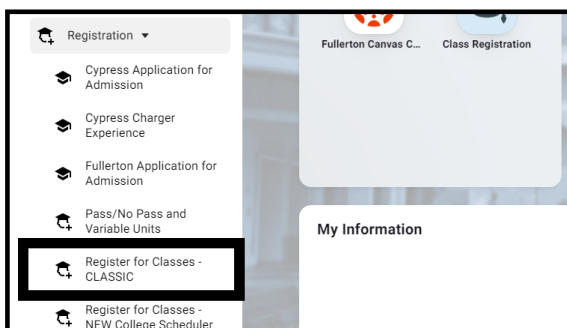 Registration
Cypress Application for
Admission
Cypress Charger
Experience
Fullerton Application for
Admission
Pass/No Pass and
Variable Units
Register for Classes -
CLASSIC
Register for Classes -
NEW College Scheduler
Fullerton Canvas C...
Class Registration
My Information